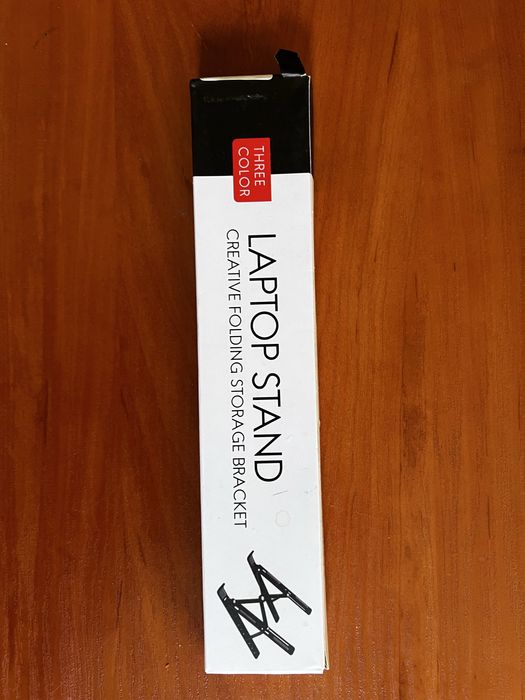 THREE
COLOR
LAPTOP STAND
CREATIVE FOLDING STORAGE BRACKET